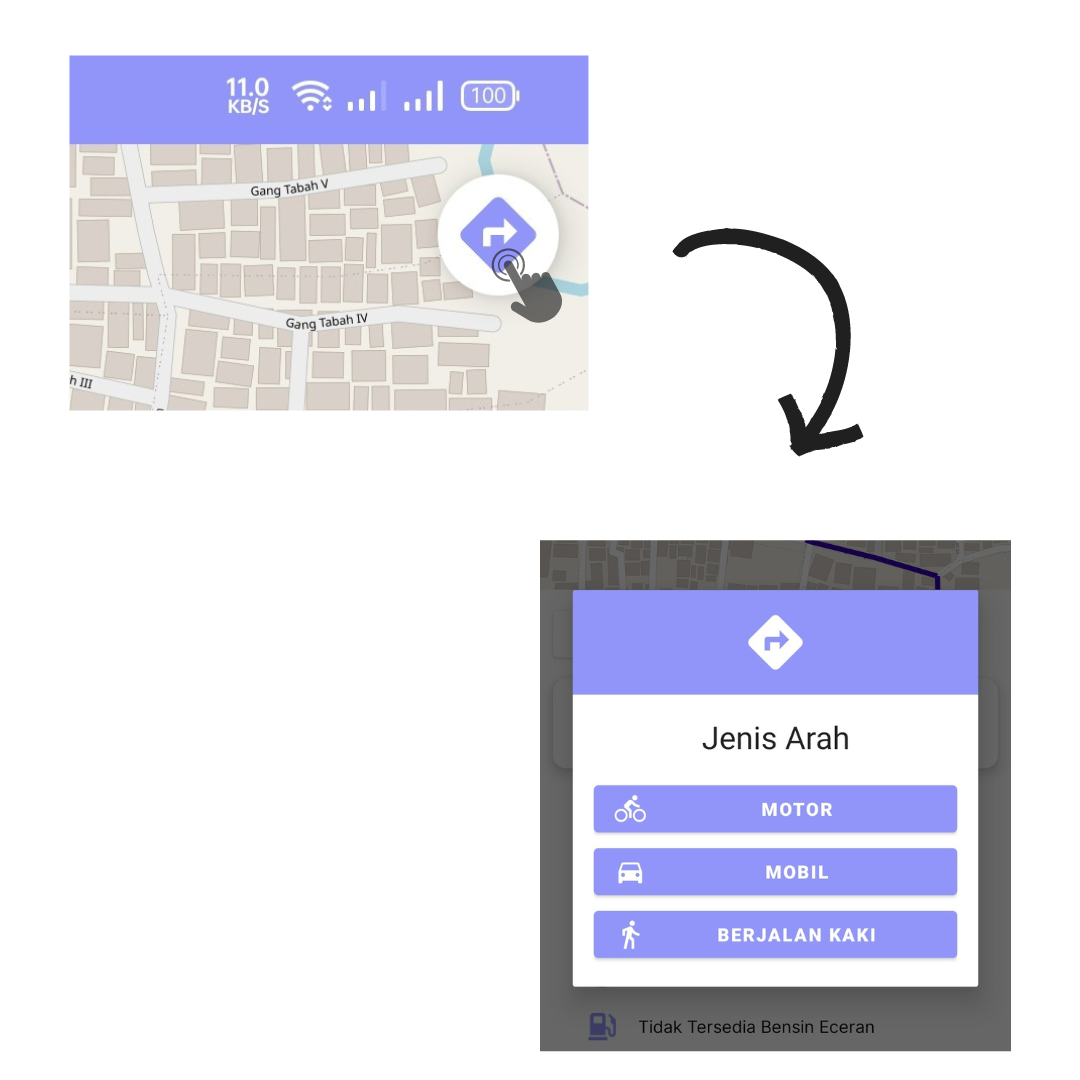 11.0
KB/S
100
Gang Tabah V
Gang Tabah IV
h III
Jenis Arah
MOTOR
MOBIL
BERJALAN KAKI
Tidak Tersedia Bensin Eceran